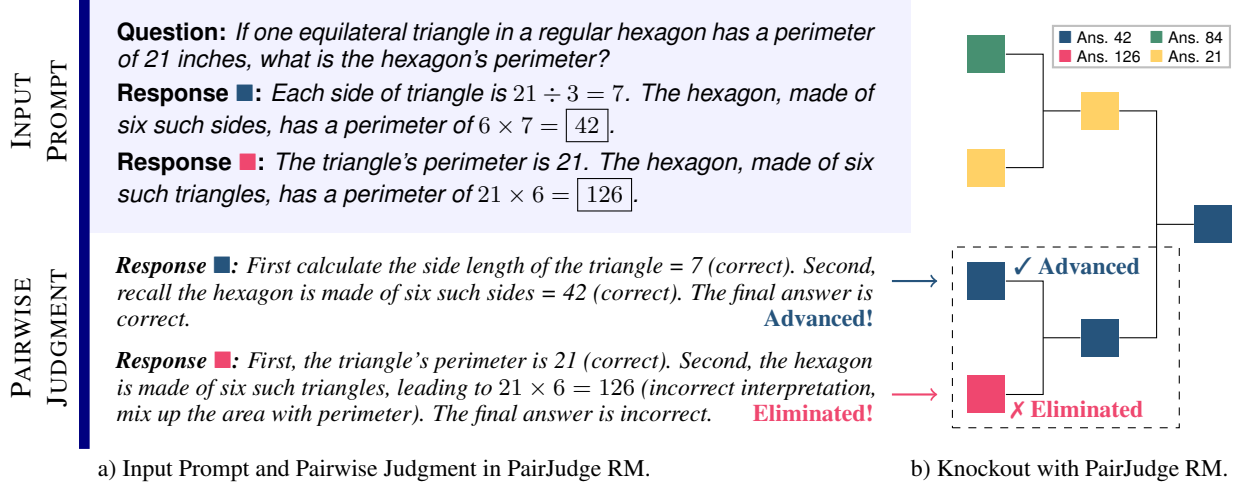 INPUT
PROMPT
Question: If one equilateral triangle in a regular hexagon has a perimeter
of 21 inches, what is the hexagon's perimeter?
Response ■: Each side of triangle is 21 ÷ 3 = 7. The hexagon, made of
six such sides, has a perimeter of 6 × 7 = 42.
Response ■: The triangle's perimeter is 21. The hexagon, made of six
such triangles, has a perimeter of 21 × 6 = 126.
PAIRWISE
JUDGMENT
Response ■: First calculate the side length of the triangle = 7 (correct). Second,
recall the hexagon is made of six such sides = 42 (correct). The final answer is
correct. Advanced!
Response ■: First, the triangle's perimeter is 21 (correct). Second, the hexagon
is made of six such triangles, leading to 21 × 6 = 126 (incorrect interpretation,
mix up the area with perimeter). The final answer is incorrect. Eliminated!
a) Input Prompt and Pairwise Judgment in PairJudge RM.
Ans. 42 Ans. 84
Ans. 126 Ans. 21
✓ Advanced
✗ Eliminated
b) Knockout with PairJudge RM.